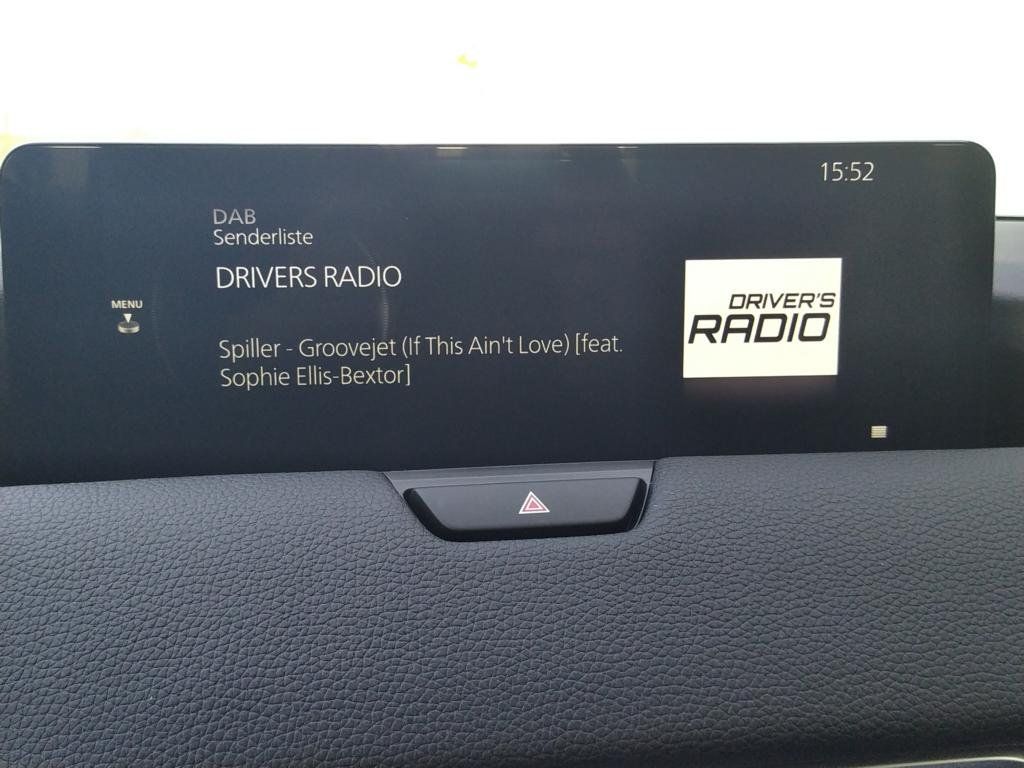 15:52
DAB
Senderliste
DRIVERS RADIO
MENU
DRIVER'S
RADIO
Spiller - Groovejet (If This Ain't Love) [feat.
Sophie Ellis-Bextor]